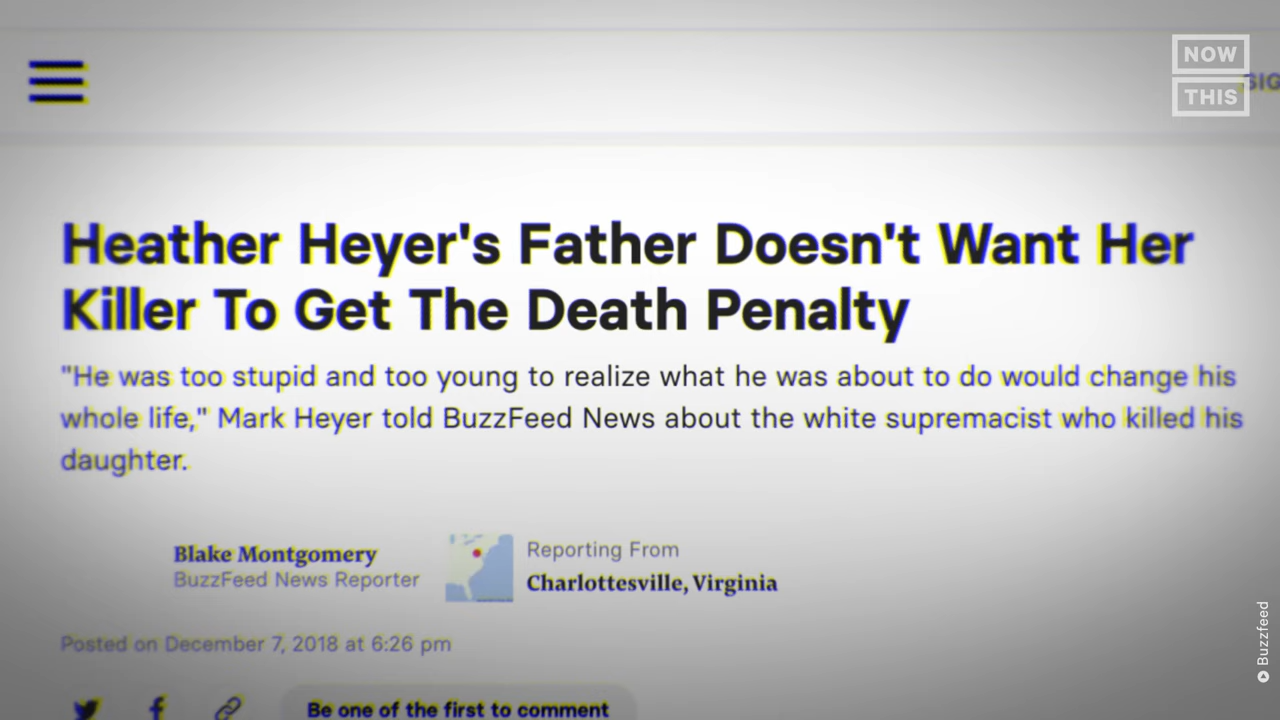 NOW
THIS
SIG
Heather Heyer's Father Doesn't Want Her
Killer To Get The Death Penalty
"He was too stupid and too young to realize what he was about to do would change his
whole life," Mark Heyer told BuzzFeed News about the white supremacist who killed his
daughter.
Blake Montgomery
BuzzFeed News Reporter
Reporting From
Charlottesville, Virginia
Posted on December 7, 2018 at 6:26 pm
Be one of the first to comment
Buzzfeed